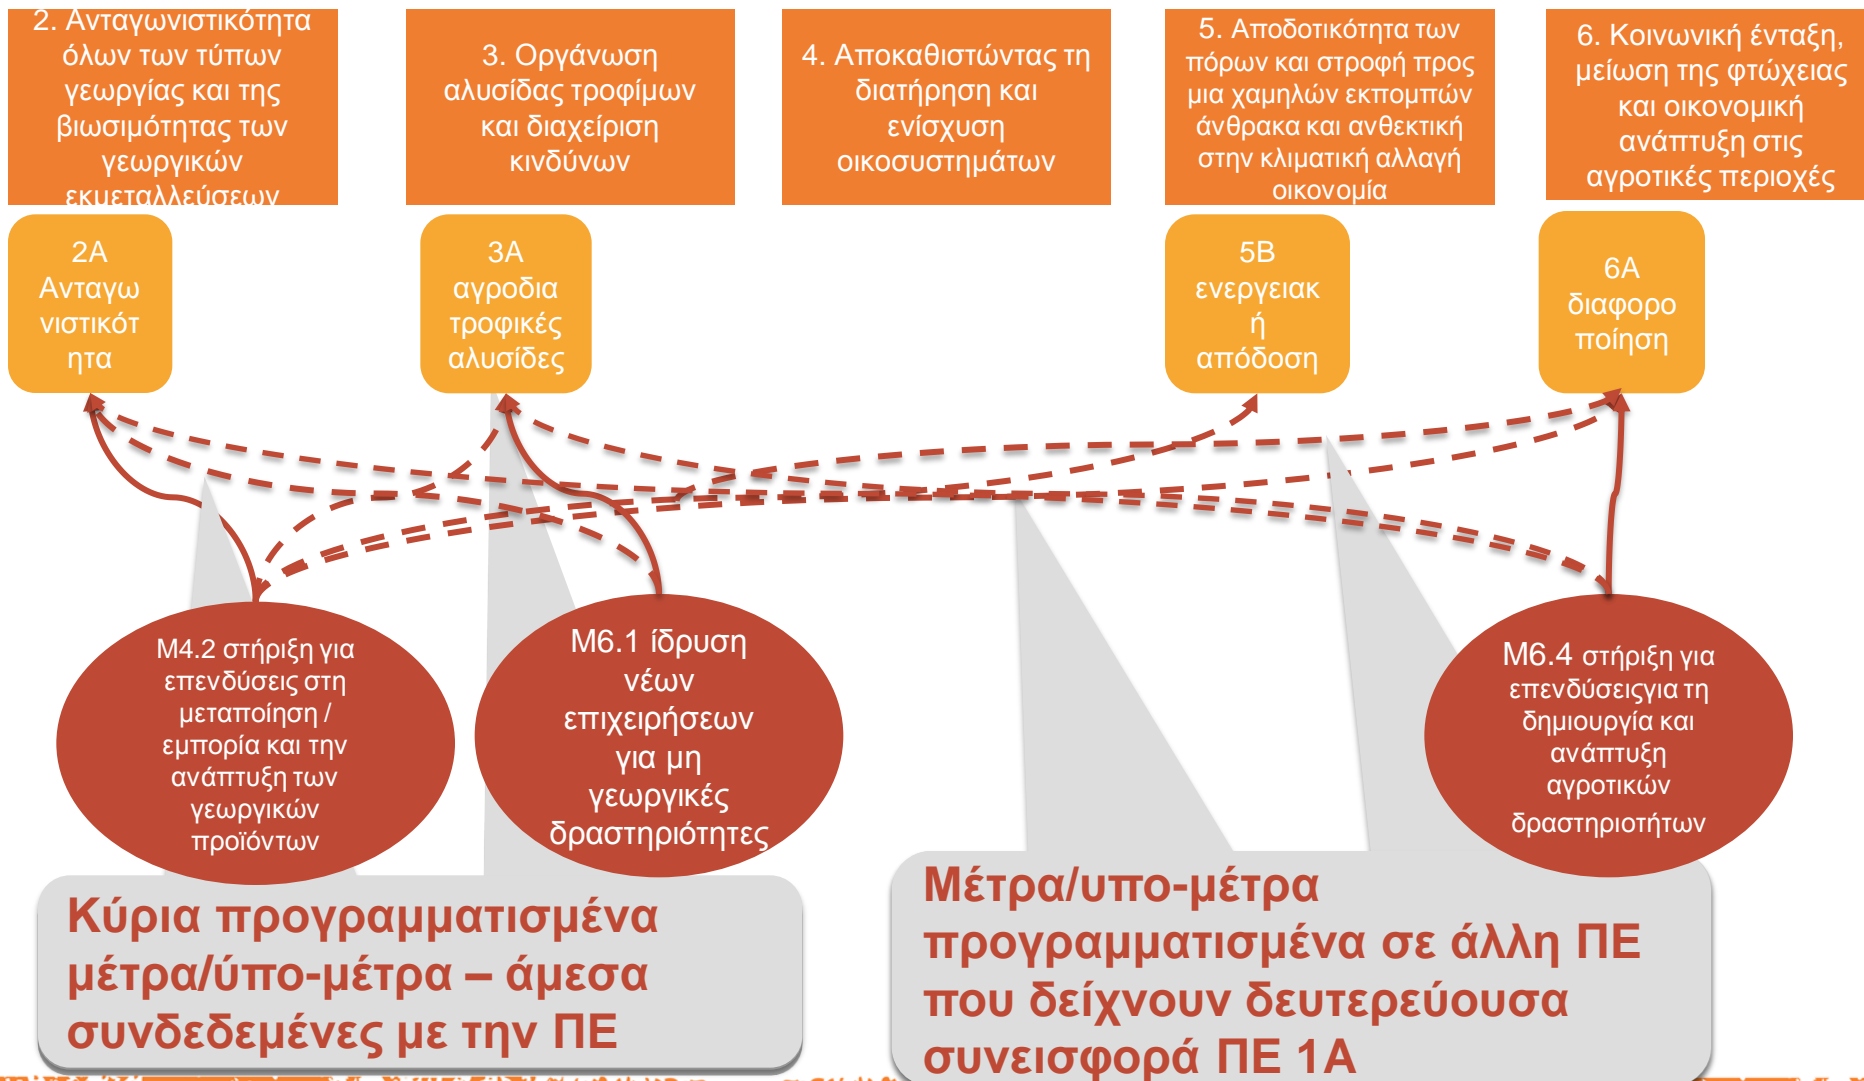 2. Ανταγωνιστικότητα
όλων των τύπων
γεωργίας και της
βιωσιμότητας των
γεωργικών
εκμεταλλεύσεων
3. Οργάνωση
αλυσίδας τροφίμων
και διαχείριση
κινδύνων
4. Αποκαθιστώντας τη
διατήρηση και
ενίσχυση
οικοσυστημάτων
5. Αποδοτικότητα των
πόρων και στροφή προς
μια χαμηλών εκπομπών
άνθρακα και ανθεκτική
στην κλιματική αλλαγή
οικονομία
6. Κοινωνική ένταξη,
μείωση της φτώχειας
και οικονομική
ανάπτυξη στις
αγροτικές περιοχές
2Α
Ανταγω
νιστικότ
ητα
3Α
αγροδια
τροφικές
αλυσίδες
5Β
ενεργειακ
ή
απόδοση
6Α
διαφορο
ποίηση
Μ4.2 στήριξη για
επενδύσεις στη
μεταποίηση /
εμπορία και την
ανάπτυξη των
γεωργικών
προϊόντων
Μ6.1 ίδρυση
νέων
επιχειρήσεων
για μη
γεωργικές
δραστηριότητες
Μ6.4 στήριξη για
επενδύσειςγια τη
δημιουργία και
ανάπτυξη
αγροτικών
δραστηριοτήτων
Κύρια προγραμματισμένα
μέτρα/ύπο-μέτρα – άμεσα
συνδεδεμένες με την ΠΕ
Μέτρα/υπο-μέτρα
προγραμματισμένα σε άλλη ΠΕ
που δείχνουν δευτερεύουσα
συνεισφορά ΠΕ 1Α